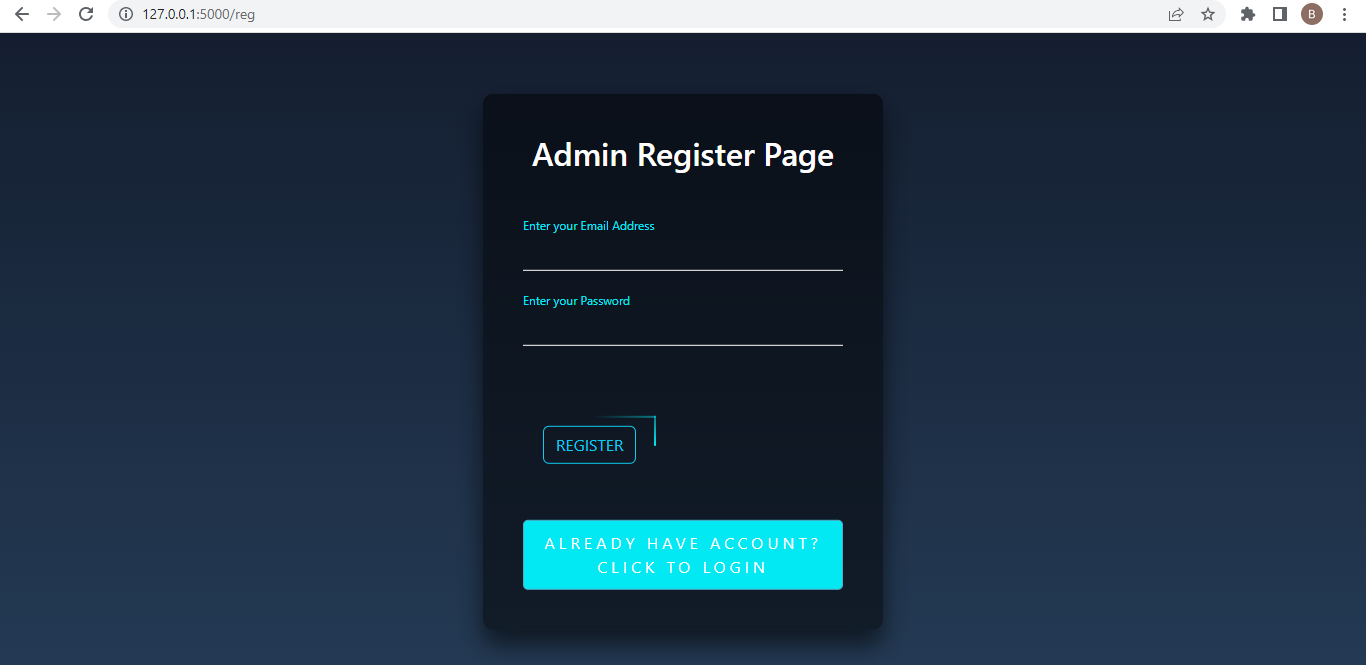 127.0.0.1:5000/reg
B
Admin Register Page
Enter your Email Address
Enter your Password
REGISTER
ALREADY HAVE ACCOUNT?
CLICK TO LOGIN